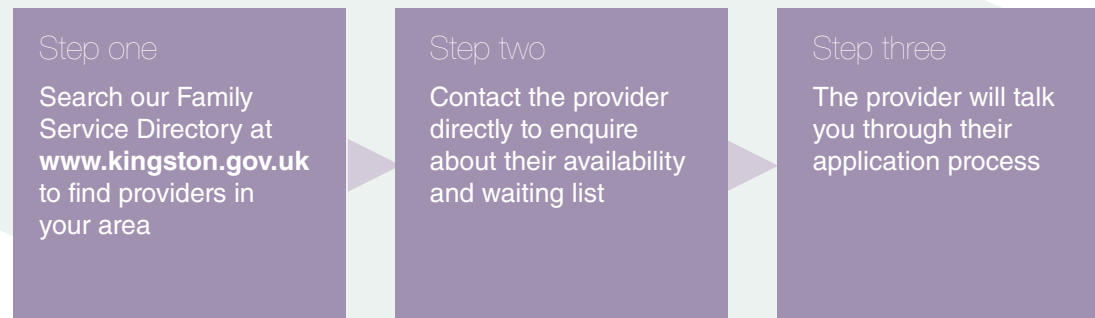 Step one
Search our Family
Service Directory at
www.kingston.gov.uk
to find providers in
your area
Step two
Contact the provider
directly to enquire
about their availability
and waiting list
Step three
The provider will talk
you through their
application process